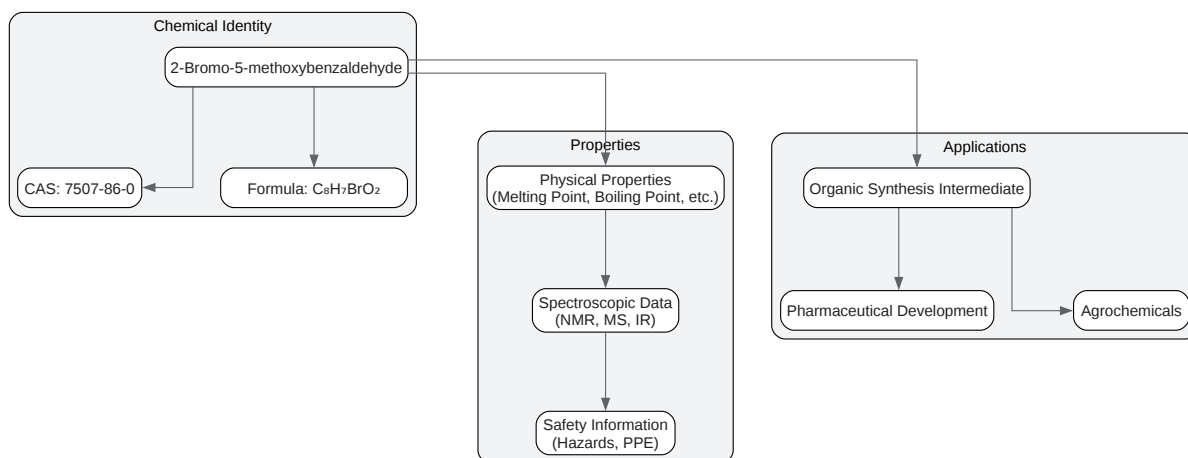 Chemical Identity
2-Bromo-5-methoxybenzaldehyde
CAS: 7507-86-0
Formula: C₈H₇BrO₂
Properties
Physical Properties
(Melting Point, Boiling Point, etc.)
Spectroscopic Data
(NMR, MS, IR)
Safety Information
(Hazards, PPE)
Applications
Organic Synthesis Intermediate
Pharmaceutical Development
Agrochemicals